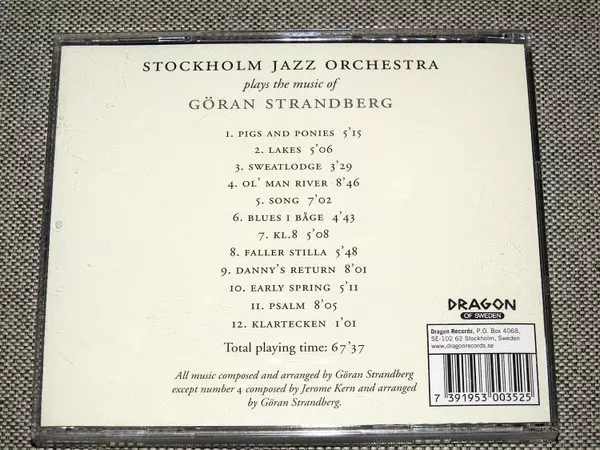 STOCKHOLM JAZZ ORCHESTRA
plays the music of
GÖRAN STRANDBERG
1. PIGS AND PONIES 5'15
2. LAKES 5'06
3. SWEATLODGE 3'29
4. OL' MAN RIVER 8'46
5. SONG 7'02
6. BLUES I BÅGE 4'43
7. KL.8 5'08
8. FALLER STILLA 5'48
9. DANNY'S RETURN 8'01
10. EARLY SPRING 5'11
11. PSALM 8'05
12. KLARTECKEN 1'01
Total playing time: 67'37
All music composed and arranged by Göran Strandberg
except number 4 composed by Jerome Kern and arranged
by Göran Strandberg.
DRAGON
OF SWEDEN
Dragon Records, P.O. Box 4068,
SE-102 62 Stockholm, Sweden
www.dragonrecords.se
7 391953 003525